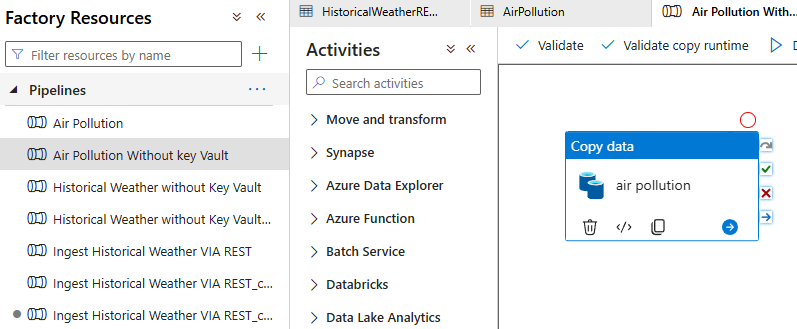 Factory Resources
Filter resources by name
Pipelines
Air Pollution
Air Pollution Without key Vault
Historical Weather without Key Vault
Historical Weather without Key Vault...
Ingest Historical Weather VIA REST
Ingest Historical Weather VIA REST_c...
Ingest Historical Weather VIA REST_c...
HistoricalWeatherRE...
AirPollution
Air Pollution With...
Activities
Search activities
Move and transform
Synapse
Azure Data Explorer
Azure Function
Batch Service
Databricks
Data Lake Analytics
Validate
Validate copy runtime
D
Copy data
air pollution